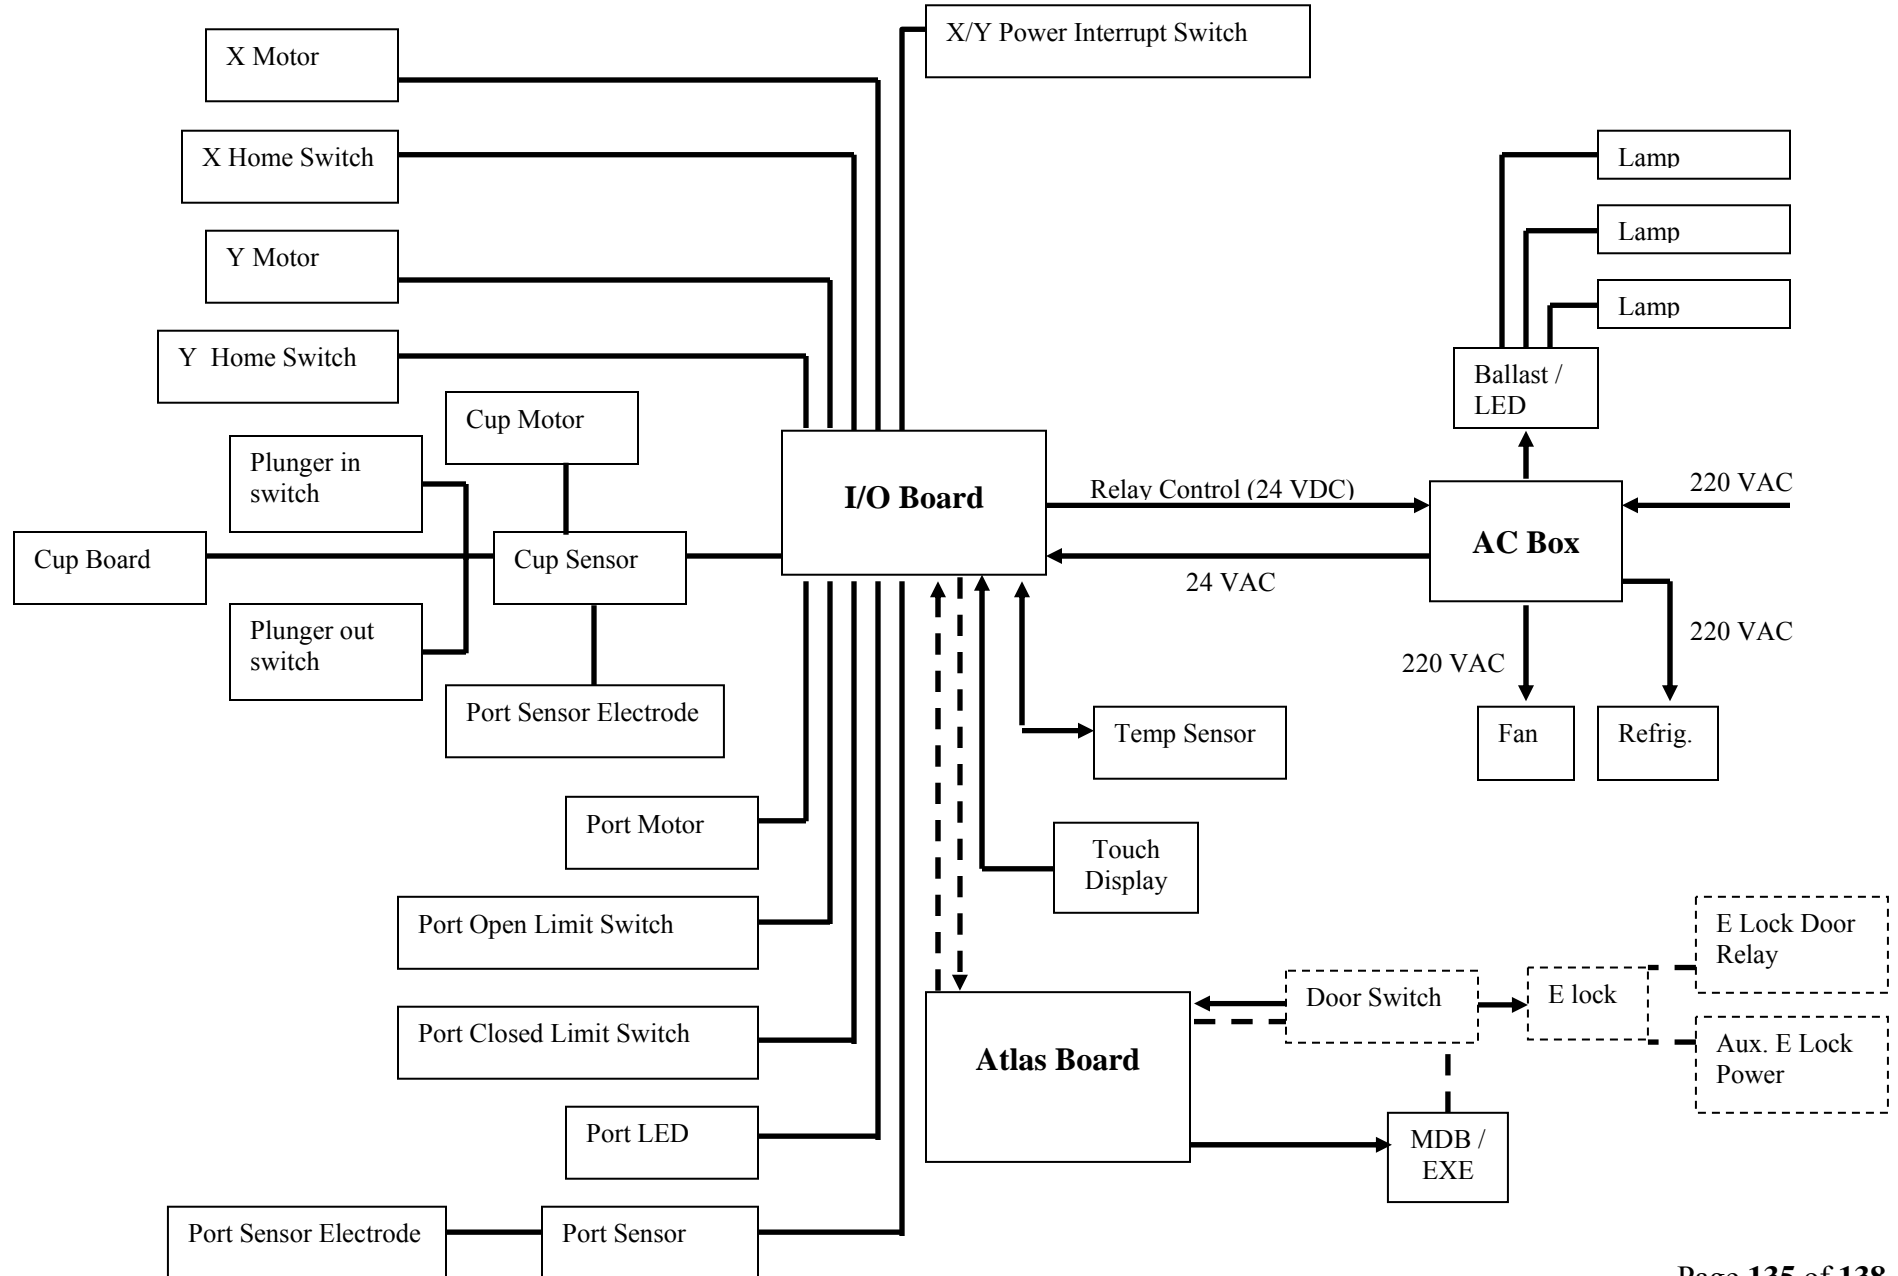 X/Y Power Interrupt Switch
X Motor
X Home Switch
Lamp
Lamp
Y Motor
Lamp
Y Home Switch
Ballast /
LED
Cup Motor
Plunger in
switch
I/O Board
Relay Control (24 VDC)
220 VAC
AC Box
Cup Board
Cup Sensor
24 VAC
Plunger out
switch
220 VAC
220 VAC
Port Sensor Electrode
Temp Sensor
Fan
Refrig.
Port Motor
Touch
Display
Port Open Limit Switch
E Lock Door
Relay
Door Switch
E lock
Port Closed Limit Switch
Atlas Board
Aux. E Lock
Power
Port LED
MDB /
EXE
Port Sensor Electrode
Port Sensor
Page 135 of 138